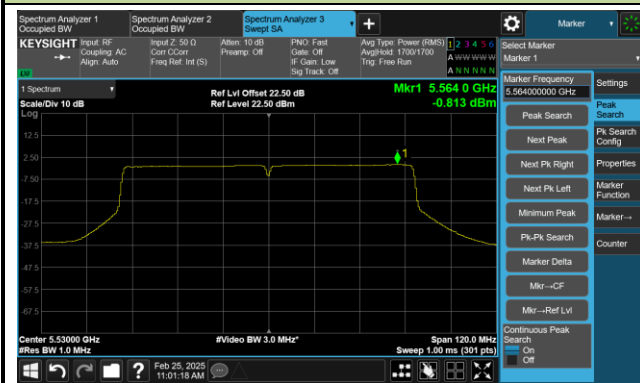 Spectrum Analyzer 1
Occupied BW
Spectrum Analyzer 2
Occupied BW
Spectrum Analyzer 3
Swept SA
+
Marker
KEYSIGHT
Input: RF
Coupling: AC
Align: Auto
Input Z: 50 Ω
Corr CCorr
Freq Ref: Int (S)
Atten: 10 dB
Preamp: Off
PNO: Fast
Gate: Off
IF Gain: Low
Sig Track: Off
Avg Type: Power (RMS)
Avg|Hold: 1700/1700
Trig: Free Run
1 2 3 4 5 6
A W W W W W
A N N N N N
LXI
Select Marker
Marker 1
1 Spectrum
Scale/Div 10 dB
Log
Ref Lvl Offset 22.50 dB
Ref Level 22.50 dBm
Mkr1 5.564 0 GHz
-0.813 dBm
12.5
2.50
-7.50
-17.5
-27.5
-37.5
-47.5
-57.5
-67.5
1
Center 5.53000 GHz
#Res BW 1.0 MHz
#Video BW 3.0 MHz*
Span 120.0 MHz
Sweep 1.00 ms (301 pts)
Marker Frequency
5.564000000 GHz
Peak Search
Next Peak
Next Pk Right
Next Pk Left
Minimum Peak
Pk-Pk Search
Marker Delta
Mkr→CF
Mkr→Ref Lvl
Continuous Peak
Search
On
Off
Settings
Peak
Search
Pk Search
Config
Properties
Marker
Function
Marker→
Counter
?
Feb 25, 2025
11:01:18 AM